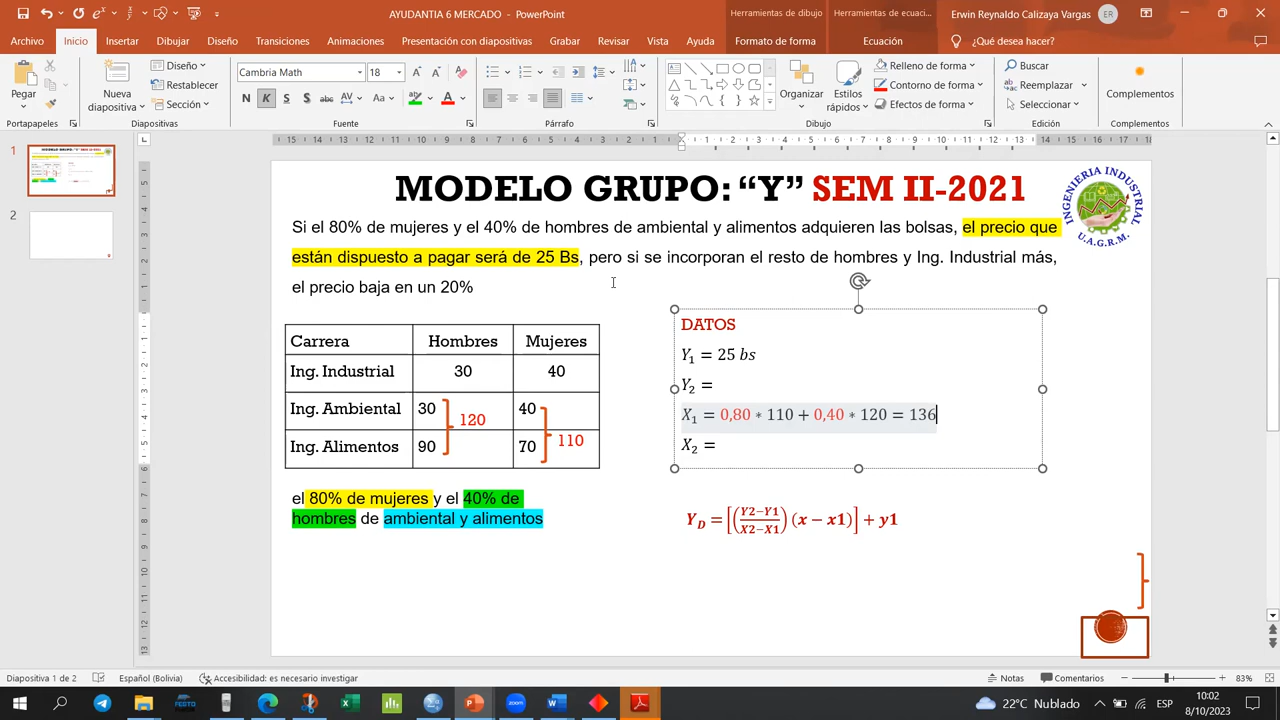 AYUDANTIA 6 MERCADO - PowerPoint
Herramientas de dibujo
Herramientas de ecuaci...
Erwin Reynaldo Calizaya Vargas
ER
Archivo Inicio Insertar Dibujar Diseño Transiciones Animaciones Presentación con diapositivas Grabar Revisar Vista Ayuda Formato de forma Ecuación ¿Qué desea hacer?
Pegar
Nueva diapositiva
Diseño
Restablecer
Sección
Cambria Math 18
N K S S abc AV Aa A
Organizar
Estilos rápidos
Relleno de forma
Contorno de forma
Efectos de forma
Buscar
Reemplazar
Seleccionar
Complementos
Portapapeles Diapositivas Fuente Párrafo Dibujo Edición Complementos
1
2
MODELO GRUPO: “Y” SEM II-2021
INGENIERIA INDUSTRIAL
U.A.G.R.M.
Si el 80% de mujeres y el 40% de hombres de ambiental y alimentos adquieren las bolsas, el precio que
están dispuesto a pagar será de 25 Bs, pero si se incorporan el resto de hombres y Ing. Industrial más,
el precio baja en un 20%
Carrera Hombres Mujeres
Ing. Industrial 30 40
Ing. Ambiental 30 40
120 110
Ing. Alimentos 90 70
DATOS
Y₁ = 25 bs
Y₂ =
X₁ = 0,80 ∗ 110 + 0,40 ∗ 120 = 136
X₂ =
el 80% de mujeres y el 40% de
hombres de ambiental y alimentos
Y_D = [((Y2−Y1)/(X2−X1)) (x − x1)] + y1
Diapositiva 1 de 2 Español (Bolivia) Accesibilidad: es necesario investigar Notas Comentarios 83%
22°C Nublado ESP 10:02
8/10/2023